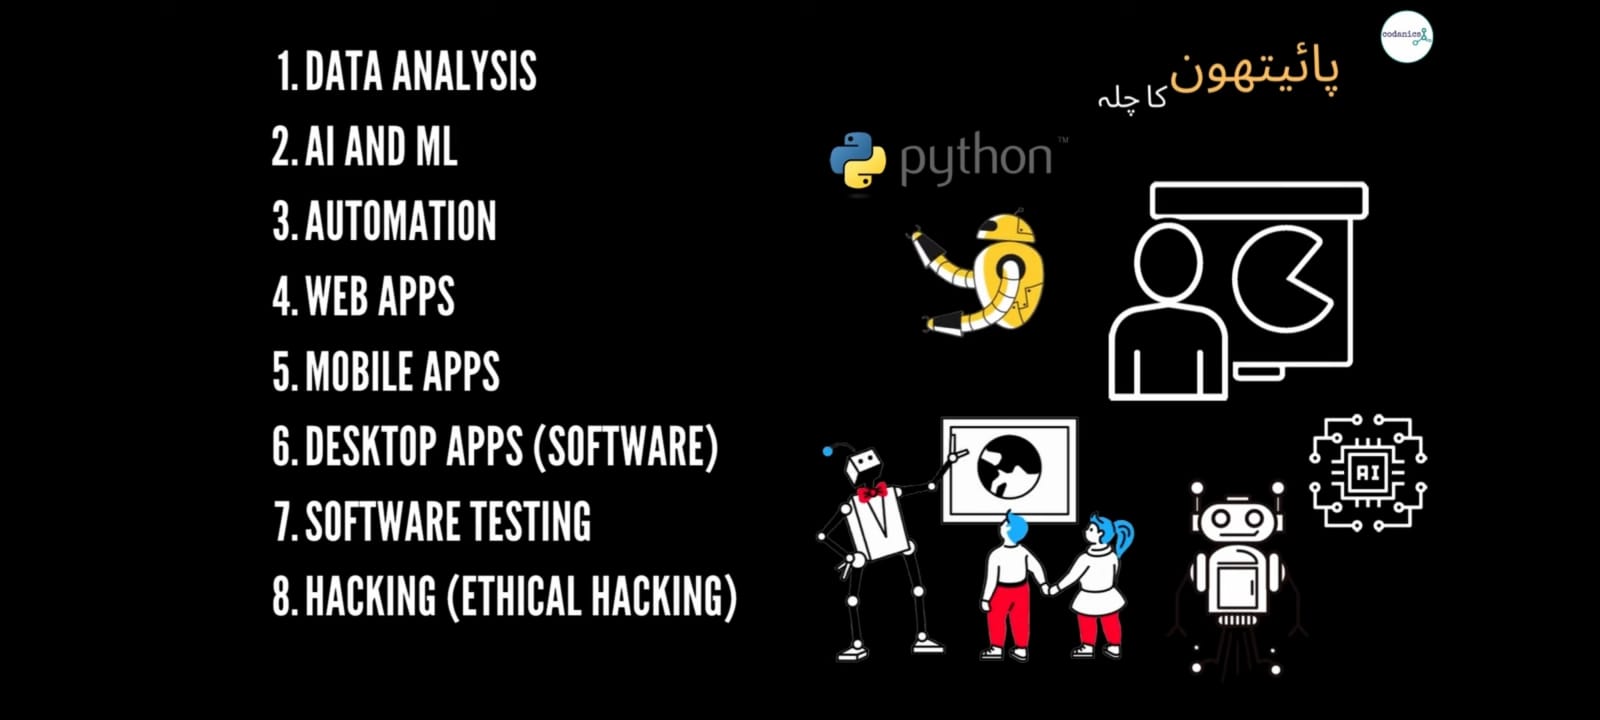 1. DATA ANALYSIS
2. AI AND ML
3. AUTOMATION
4. WEB APPS
5. MOBILE APPS
6. DESKTOP APPS (SOFTWARE)
7. SOFTWARE TESTING
8. HACKING (ETHICAL HACKING)
codanics
پائیتھون
کا چلہ
python™
AI